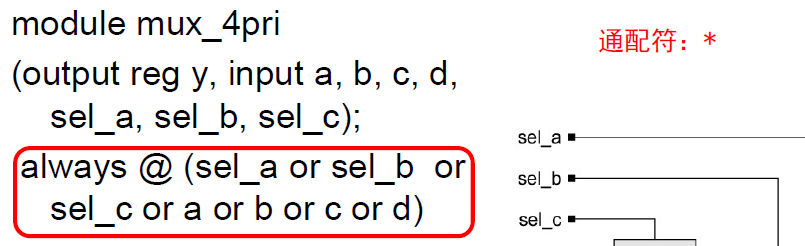 module mux_4pri
(output reg y, input a, b, c, d,
sel_a, sel_b, sel_c);
always @ (sel_a or sel_b or
sel_c or a or b or c or d)
通配符：*
sel_a
sel_b
sel_c